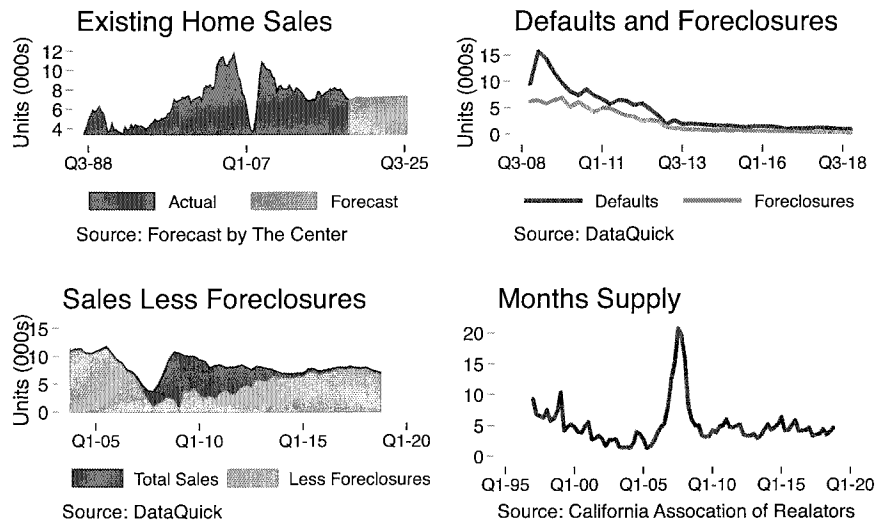 Existing Home Sales
Units (000s)
12
10
8
6
4
Q3-88
Q1-07
Q3-25
Actual
Forecast
Source: Forecast by The Center
Defaults and Foreclosures
Units (000s)
15
10
5
0
Q3-08
Q1-11
Q3-13
Q1-16
Q3-18
Defaults
Foreclosures
Source: DataQuick
Sales Less Foreclosures
Units (000s)
15
10
5
0
Q1-05
Q1-10
Q1-15
Q1-20
Total Sales
Less Foreclosures
Source: DataQuick
Months Supply
20
15
10
5
0
Q1-95
Q1-00
Q1-05
Q1-10
Q1-15
Q1-20
Source: California Assocation of Realators